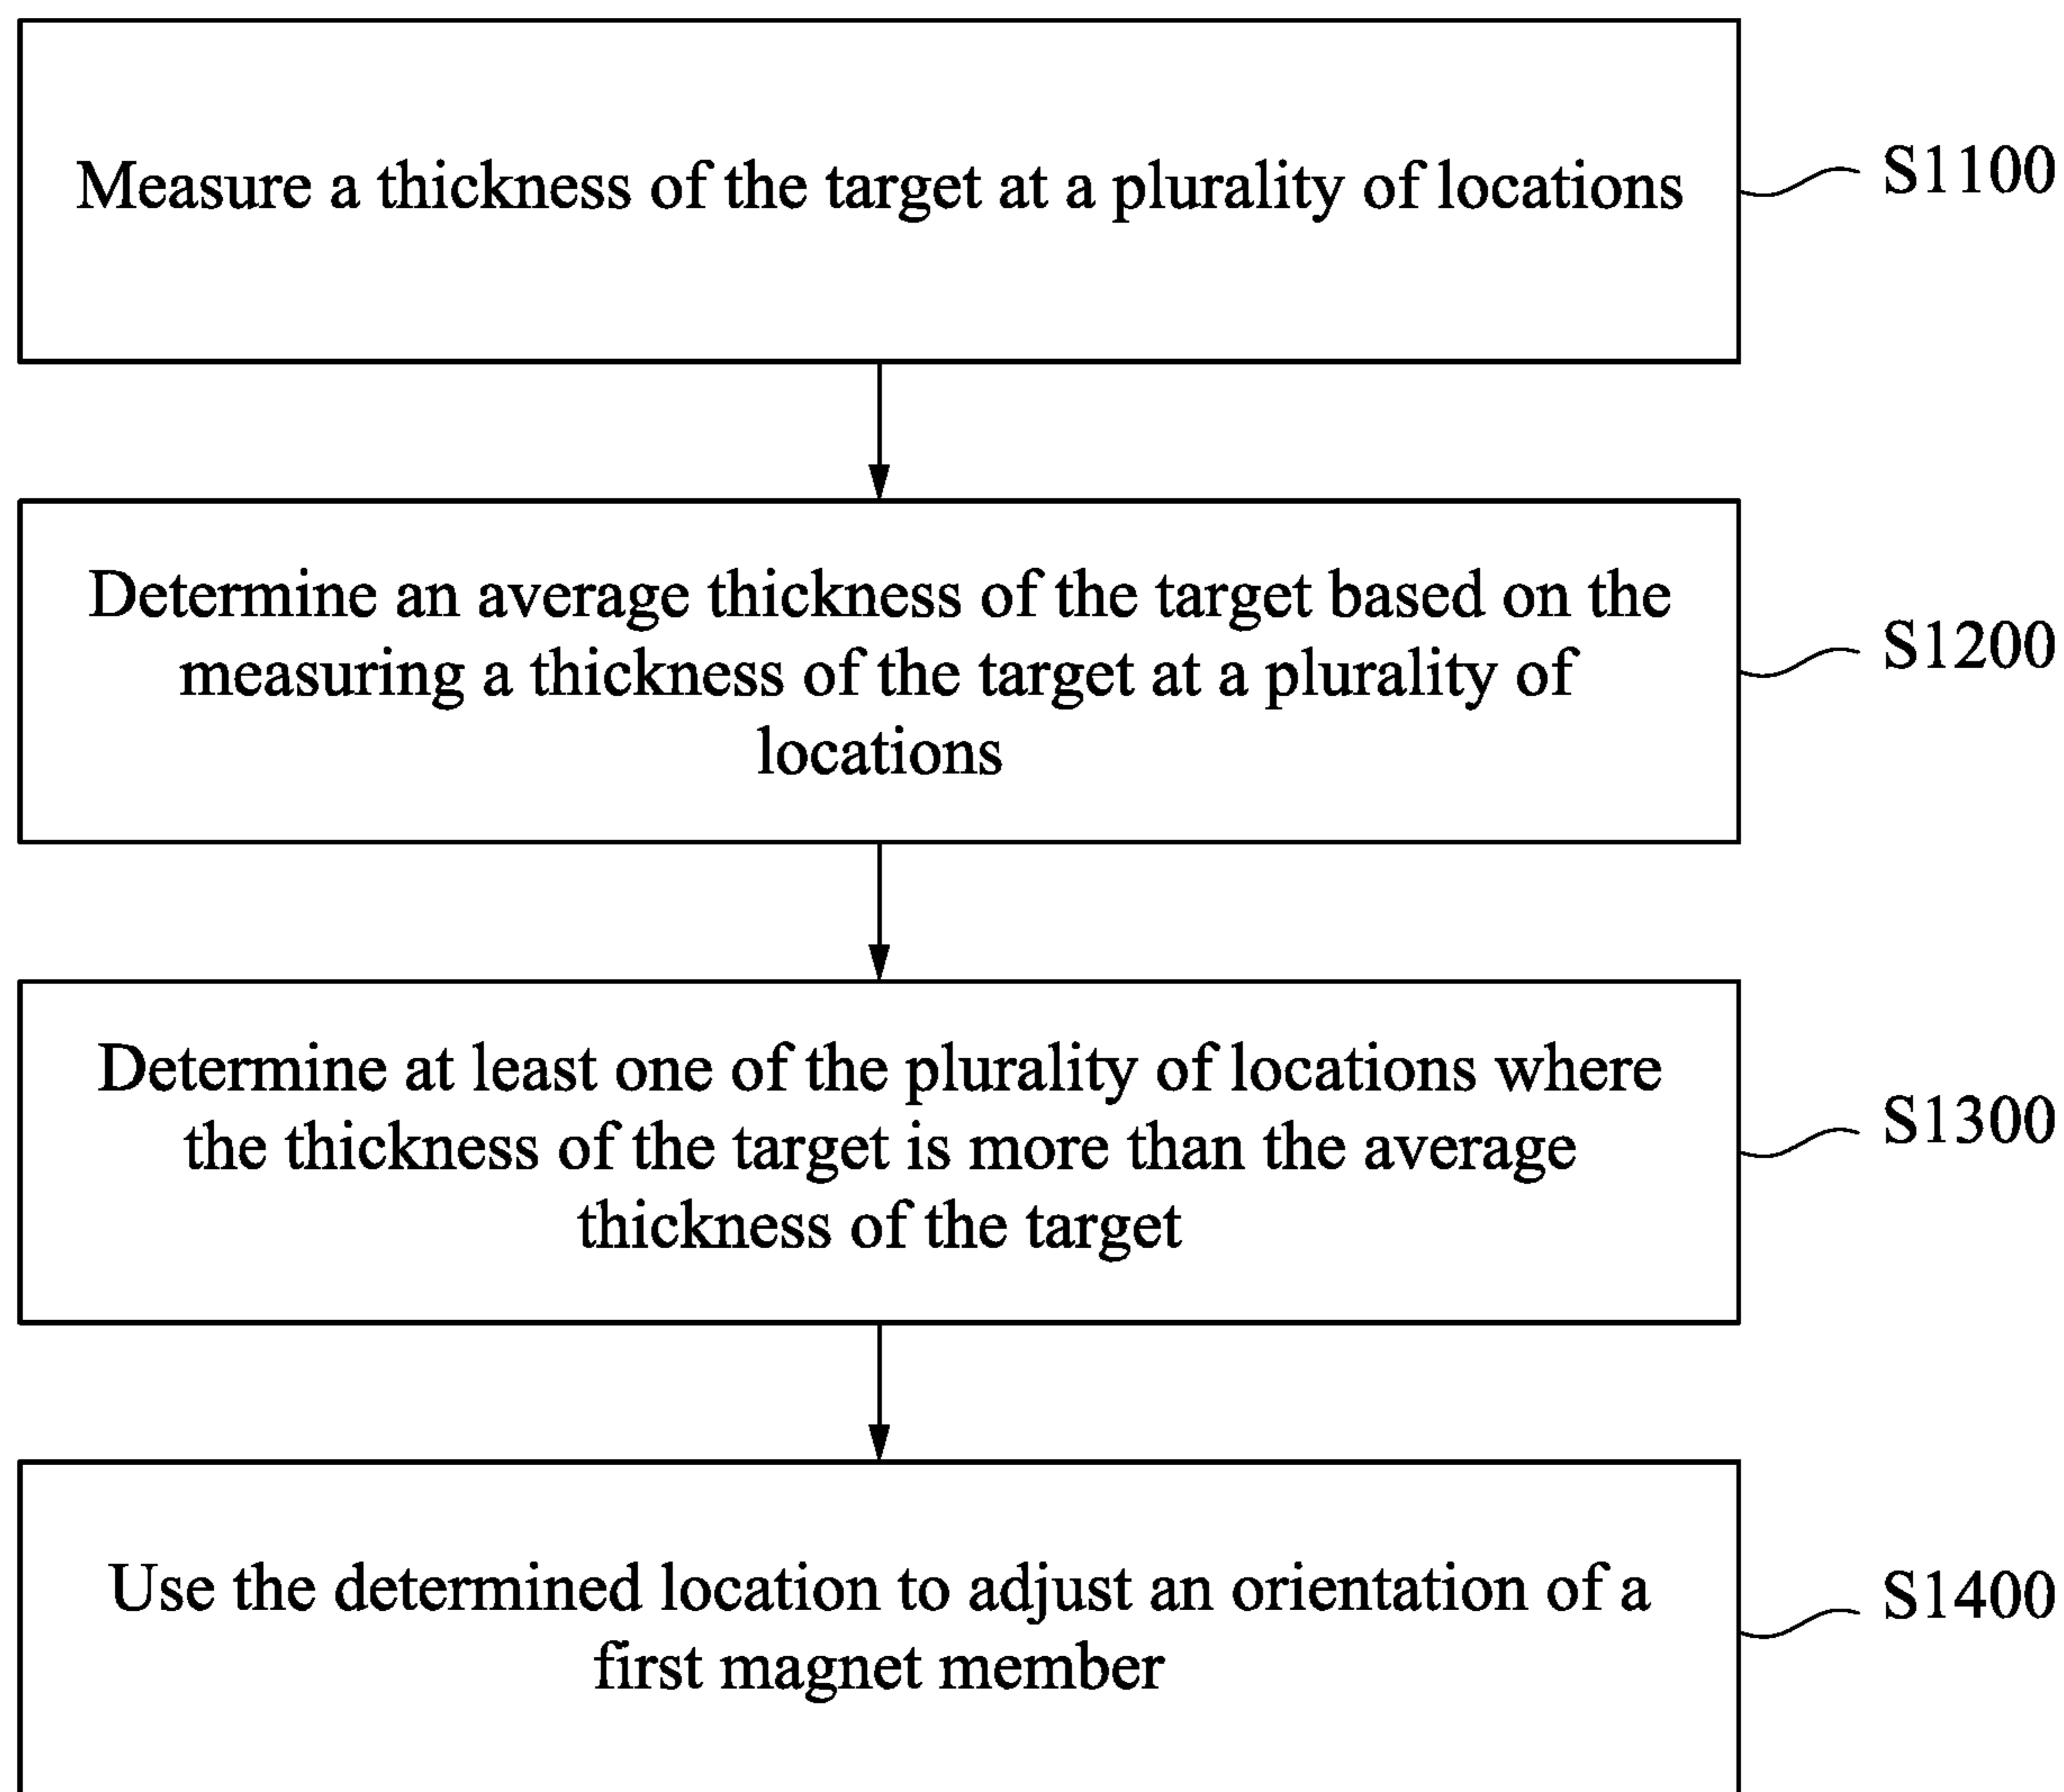 Measure a thickness of the target at a plurality of locations
S1100
Determine an average thickness of the target based on the
measuring a thickness of the target at a plurality of
locations
S1200
Determine at least one of the plurality of locations where
the thickness of the target is more than the average
thickness of the target
S1300
Use the determined location to adjust an orientation of a
first magnet member
S1400